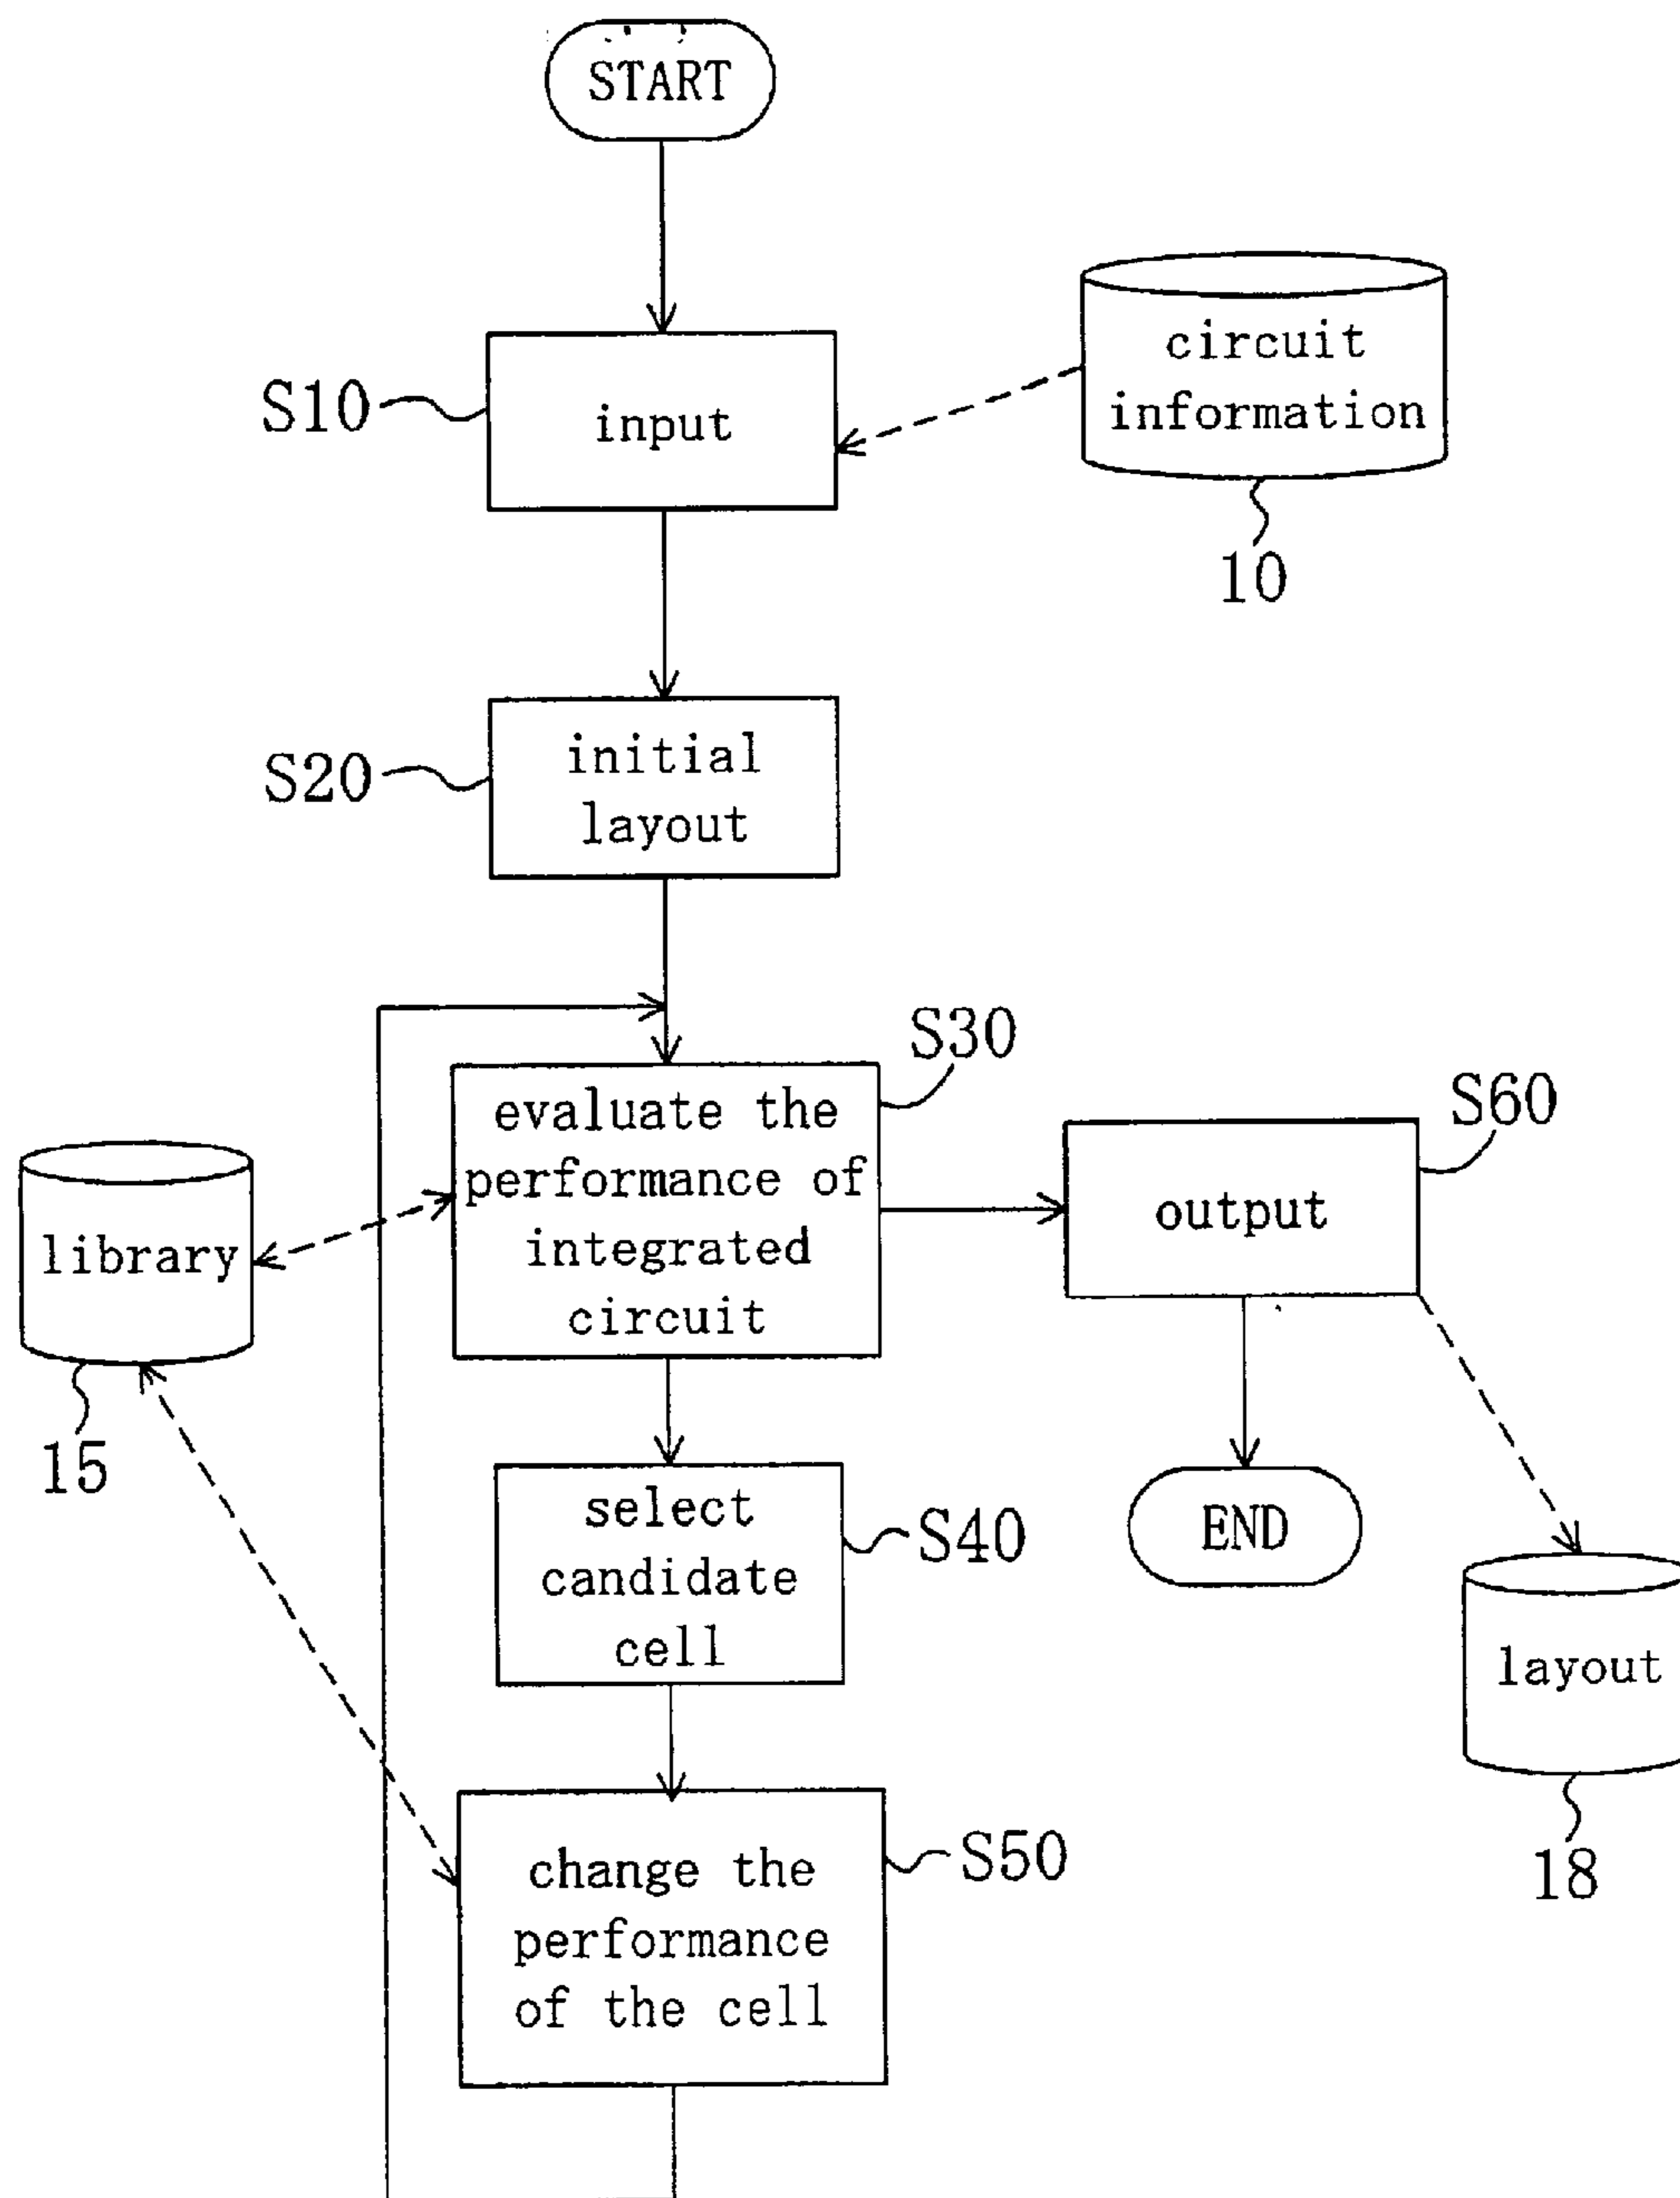 START
S10
input
circuit
information
10
S20
initial
layout
S30
evaluate the
performance of
integrated
circuit
S60
output
library
15
select
candidate
cell
S40
END
layout
18
change the
performance
of the cell
S50